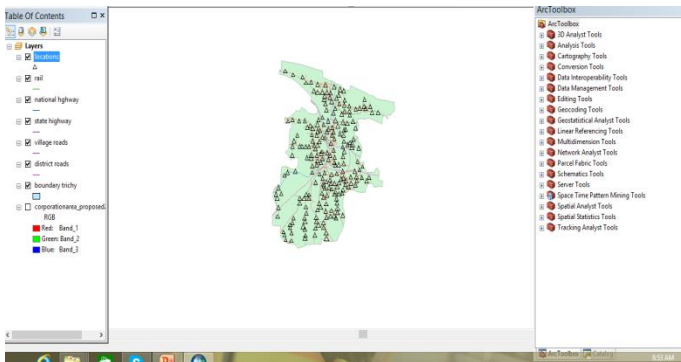 Table Of Contents
Layers
locations
rail
national hghway
state highway
village roads
district roads
boundary trichy
corporationarea_proposed.
RGB
Red: Band_1
Green: Band_2
Blue: Band_3
ArcToolbox
ArcToolbox
3D Analyst Tools
Analysis Tools
Cartography Tools
Conversion Tools
Data Interoperability Tools
Data Management Tools
Editing Tools
Geocoding Tools
Geostatistical Analyst Tools
Linear Referencing Tools
Multidimension Tools
Network Analyst Tools
Parcel Fabric Tools
Schematics Tools
Server Tools
Space Time Pattern Mining Tools
Spatial Analyst Tools
Spatial Statistics Tools
Tracking Analyst Tools
ArcToolbox Catalog
8:53 AM